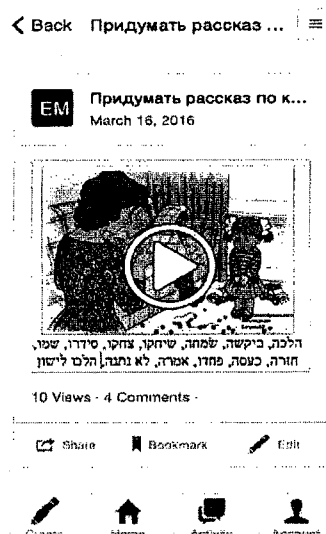 Back Придумать рассказ ...
EM
Придумать рассказ по к...
March 16, 2016
הלכה, ביקשה, שמחה, שיחקו, צחקו, סידרו, שמו,
חזרה, כעסה, פחדו, אמרה, לא נתנה, הלכו לישון
10 Views · 4 Comments ·
Share Bookmark Edit
Create Home Activity Account